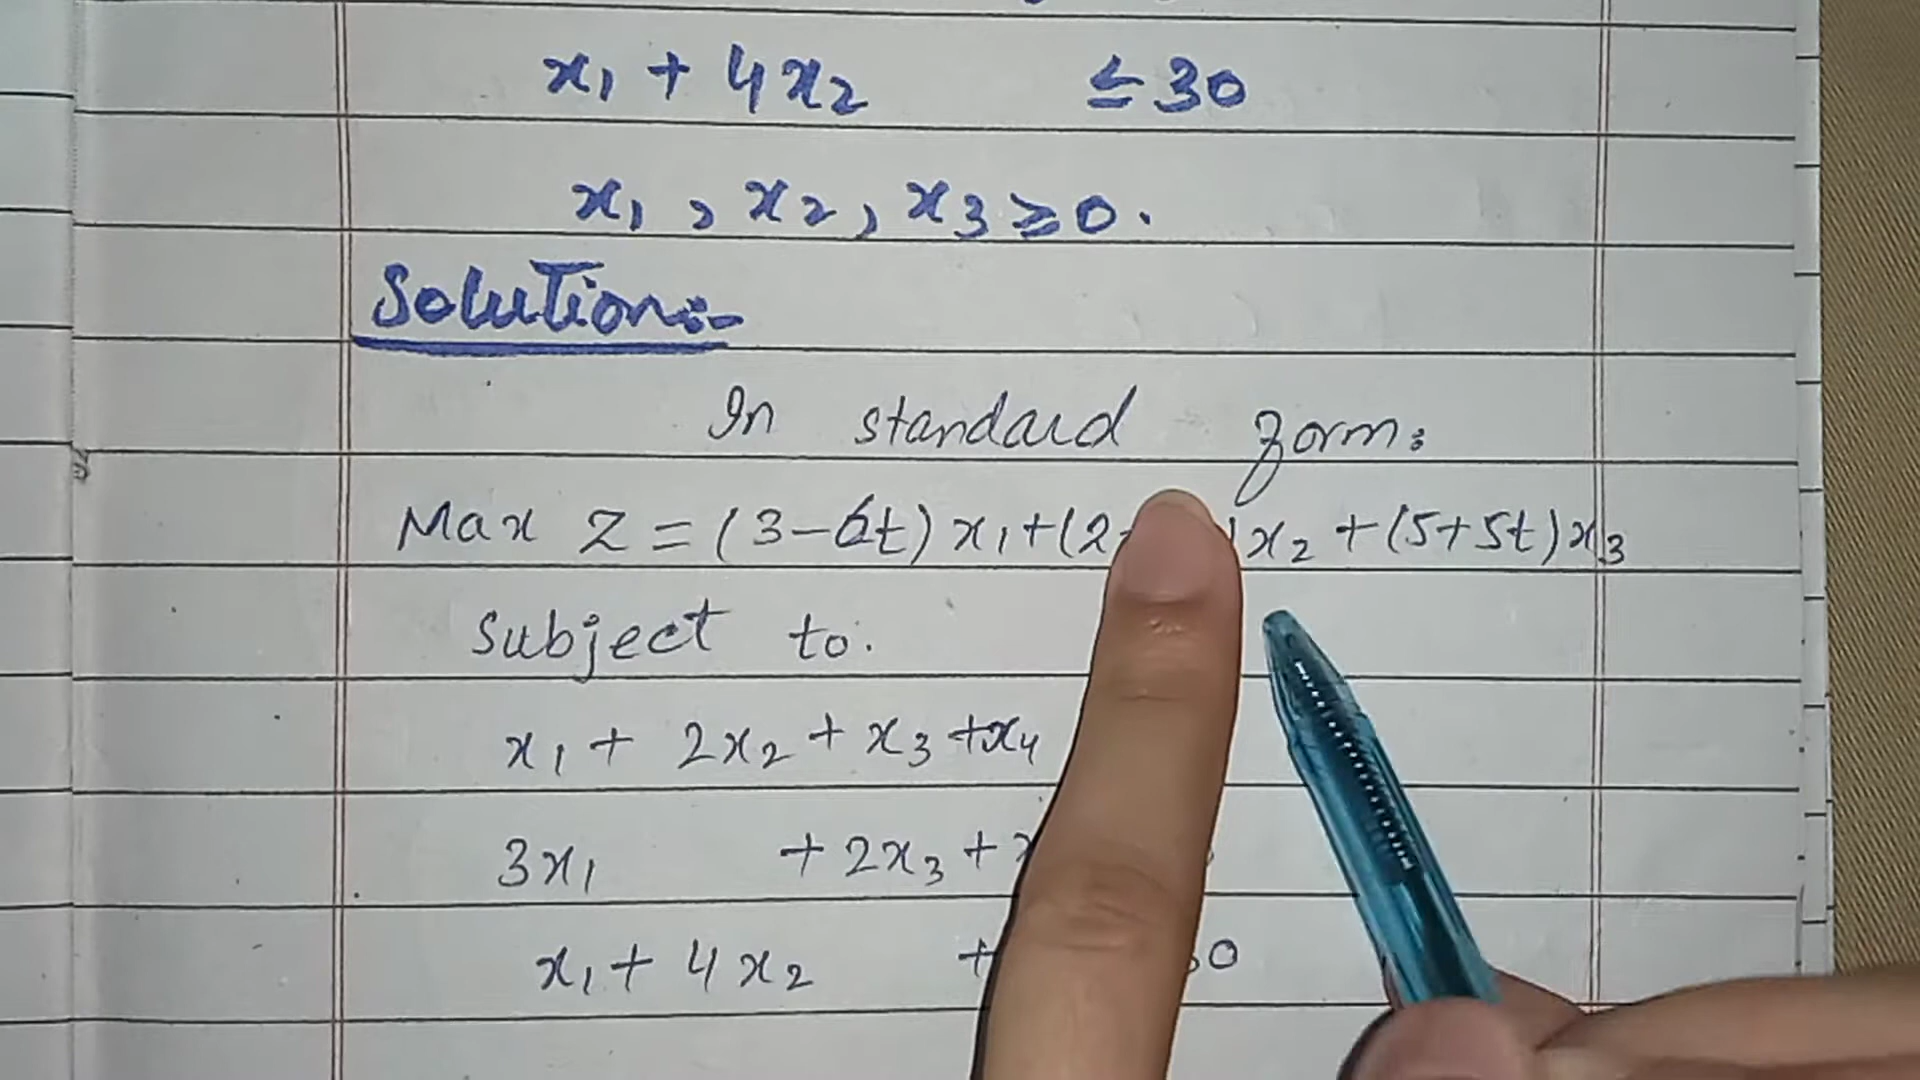 x₁ + 4x₂ ≤ 30
x₁, x₂, x₃ ≥ 0.
Solution:-
In standard form:
Max Z = (3-6t) x₁ + (2- )x₂ + (5+5t)x₃
Subject to:
x₁ + 2x₂ + x₃ + x₄
3x₁ + 2x₃ +
x₁ + 4x₂ + 0